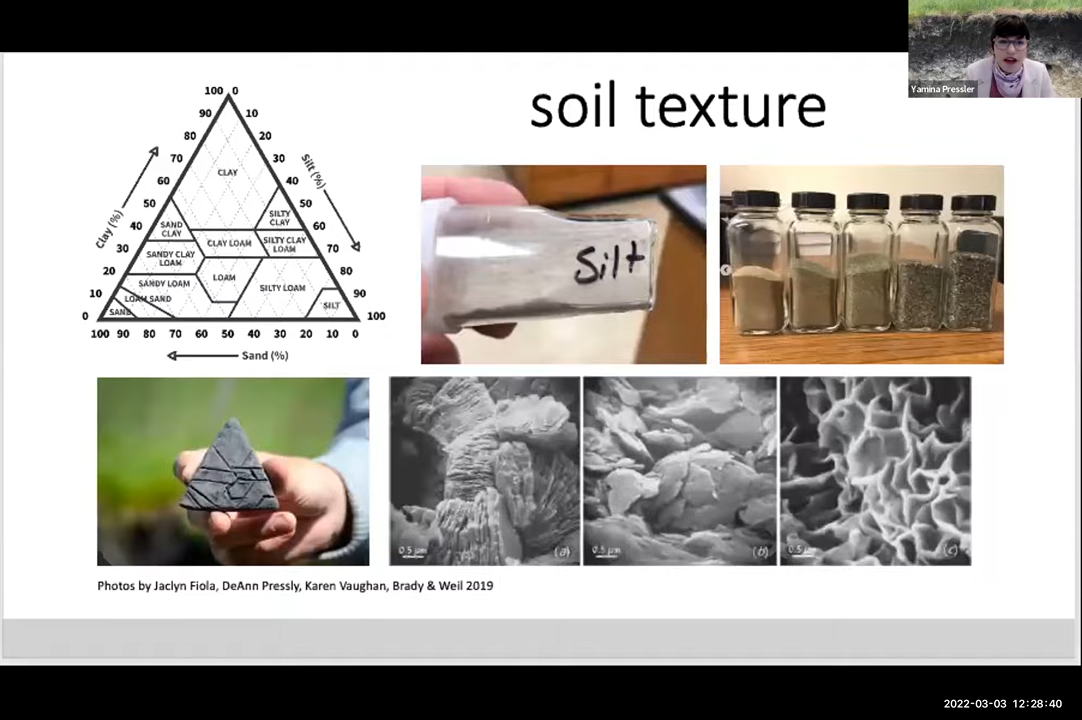 Yamina Pressler
soil texture
100 0
90 10
80 20
70 30
60 40
50 50
40 60
30 70
20 80
10 90
0 100
Clay (%)
Silt (%)
CLAY
SILTY
CLAY
SAND
CLAY
CLAY LOAM
SILTY CLAY
LOAM
SANDY CLAY
LOAM
LOAM
SANDY LOAM
SILTY LOAM
LOAM SAND
SAND
SILT
100 90 80 70 60 50 40 30 20 10 0
Sand (%)
Silt
0.5 µm (a)
0.5 µm (b)
0.5 µm (c)
Photos by Jaclyn Fiola, DeAnn Pressly, Karen Vaughan, Brady & Weil 2019
2022-03-03 12:28:40